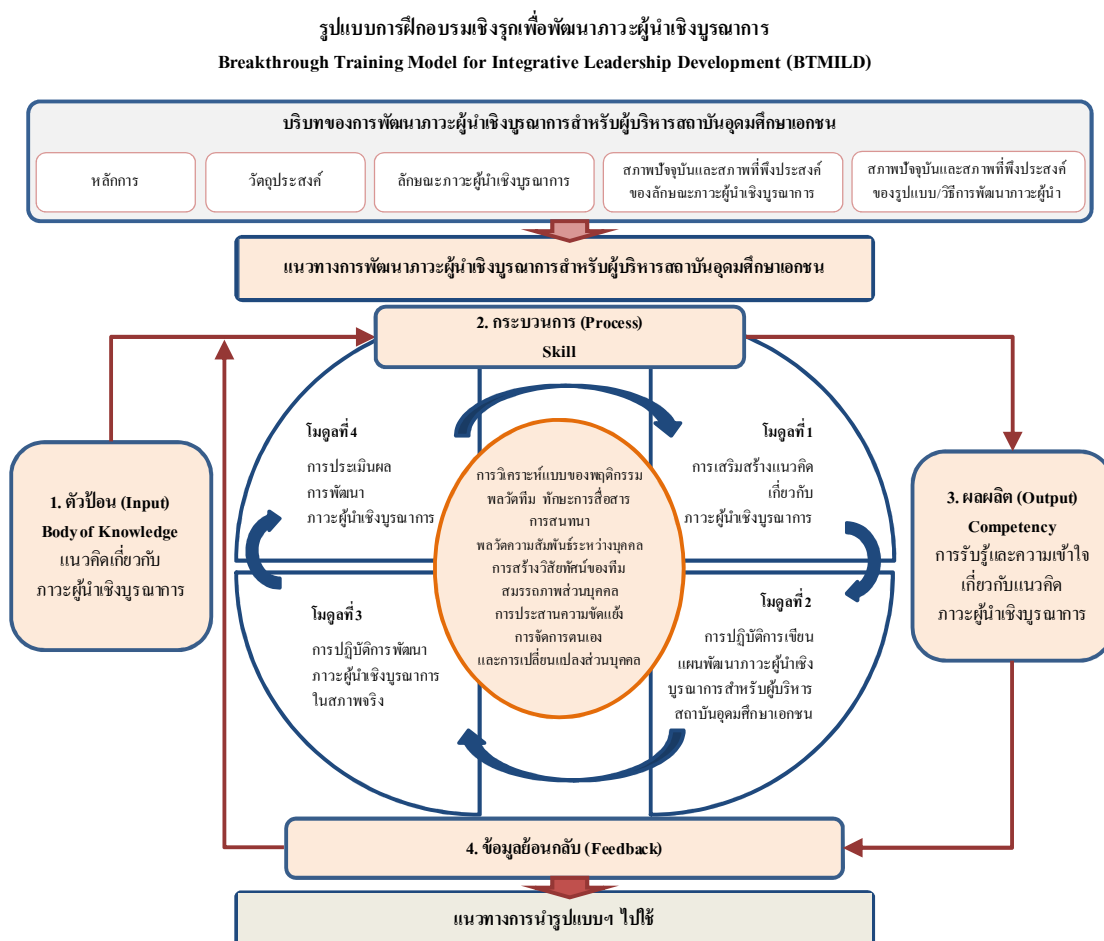 รูปแบบการฝึกอบรมเชิงรุกเพื่อพัฒนาภาวะผู้นำเชิงบูรณาการ
Breakthrough Training Model for Integrative Leadership Development (BTMILD)
บริบทของการพัฒนาภาวะผู้นำเชิงบูรณาการสำหรับผู้บริหารสถาบันอุดมศึกษาเอกชน
หลักการ
วัตถุประสงค์
ลักษณะภาวะผู้นำเชิงบูรณาการ
สภาพปัจจุบันและสภาพที่พึงประสงค์
ของลักษณะภาวะผู้นำเชิงบูรณาการ
สภาพปัจจุบันและสภาพที่พึงประสงค์
ของรูปแบบ/วิธีการพัฒนาภาวะผู้นำ
แนวทางการพัฒนาภาวะผู้นำเชิงบูรณาการสำหรับผู้บริหารสถาบันอุดมศึกษาเอกชน
2. กระบวนการ (Process)
Skill
1. ตัวป้อน (Input)
Body of Knowledge
แนวคิดเกี่ยวกับ
ภาวะผู้นำเชิงบูรณาการ
โมดูลที่ 4
การประเมินผล
การพัฒนา
ภาวะผู้นำเชิงบูรณาการ
การวิเคราะห์แบบของพฤติกรรม
พลวัตทีม ทักษะการสื่อสาร
การสนทนา
พลวัตความสัมพันธ์ระหว่างบุคคล
การสร้างวิสัยทัศน์ของทีม
สมรรถภาพส่วนบุคคล
การประสานความขัดแย้ง
การจัดการตนเอง
และการเปลี่ยนแปลงส่วนบุคคล
โมดูลที่ 1
การเสริมสร้างแนวคิด
เกี่ยวกับ
ภาวะผู้นำเชิงบูรณาการ
3. ผลผลิต (Output)
Competency
การรับรู้และความเข้าใจ
เกี่ยวกับแนวคิด
ภาวะผู้นำเชิงบูรณาการ
โมดูลที่ 3
การปฏิบัติการพัฒนา
ภาวะผู้นำเชิงบูรณาการ
ในสภาพจริง
โมดูลที่ 2
การปฏิบัติการเขียน
แผนพัฒนาภาวะผู้นำเชิง
บูรณาการสำหรับผู้บริหาร
สถาบันอุดมศึกษาเอกชน
4. ข้อมูลย้อนกลับ (Feedback)
แนวทางการนำรูปแบบฯ ไปใช้